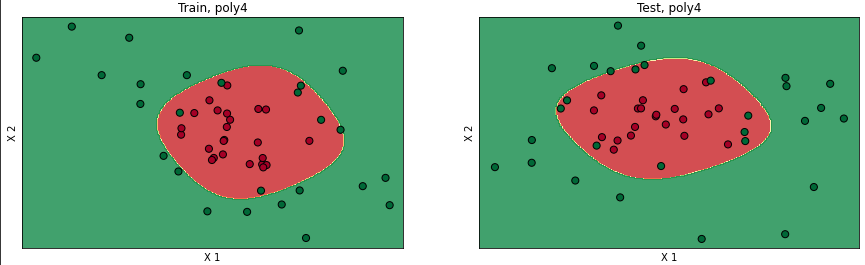 Train, poly4
Test, poly4
X 2
X 2
X 1
X 1